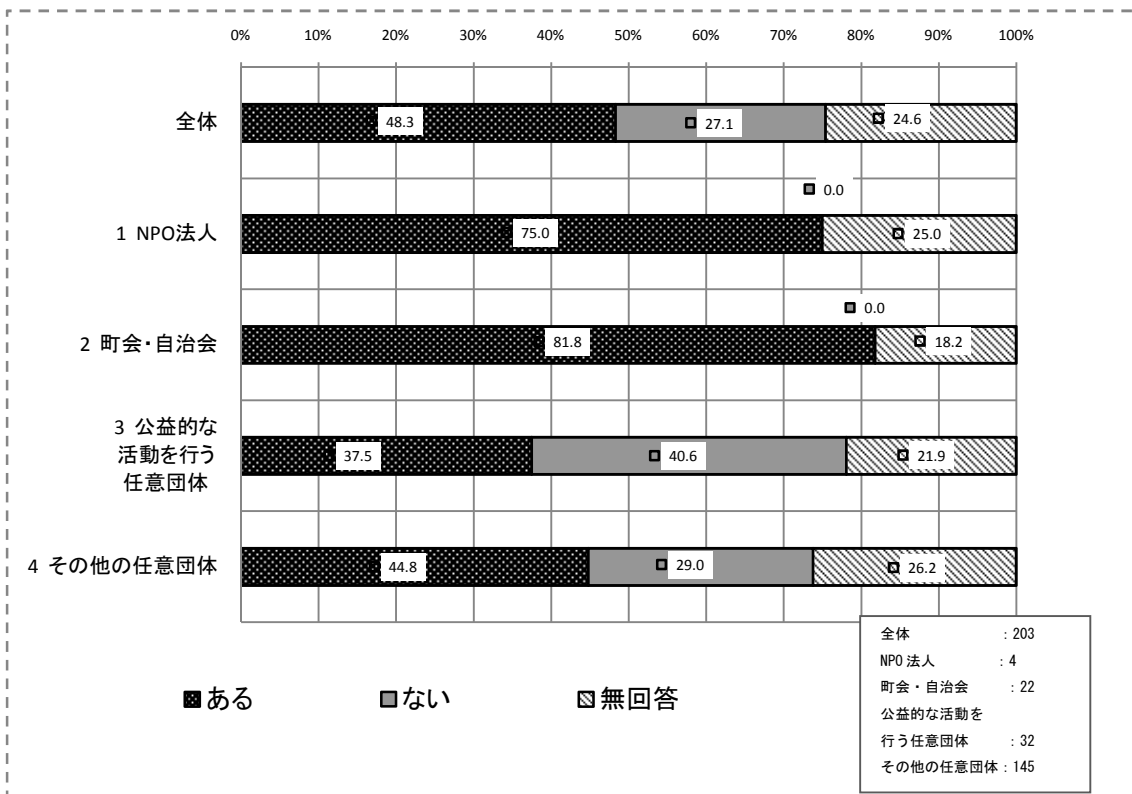 0% 10% 20% 30% 40% 50% 60% 70% 80% 90% 100%
全体
48.3 27.1 24.6
0.0
1 NPO法人
75.0 25.0
0.0
2 町会・自治会
81.8 18.2
3 公益的な
活動を行う
任意団体
37.5 40.6 21.9
4 その他の任意団体
44.8 29.0 26.2
ある ない 無回答
全体 : 203
NPO 法人 : 4
町会・自治会 : 22
公益的な活動を
行う任意団体 : 32
その他の任意団体 : 145